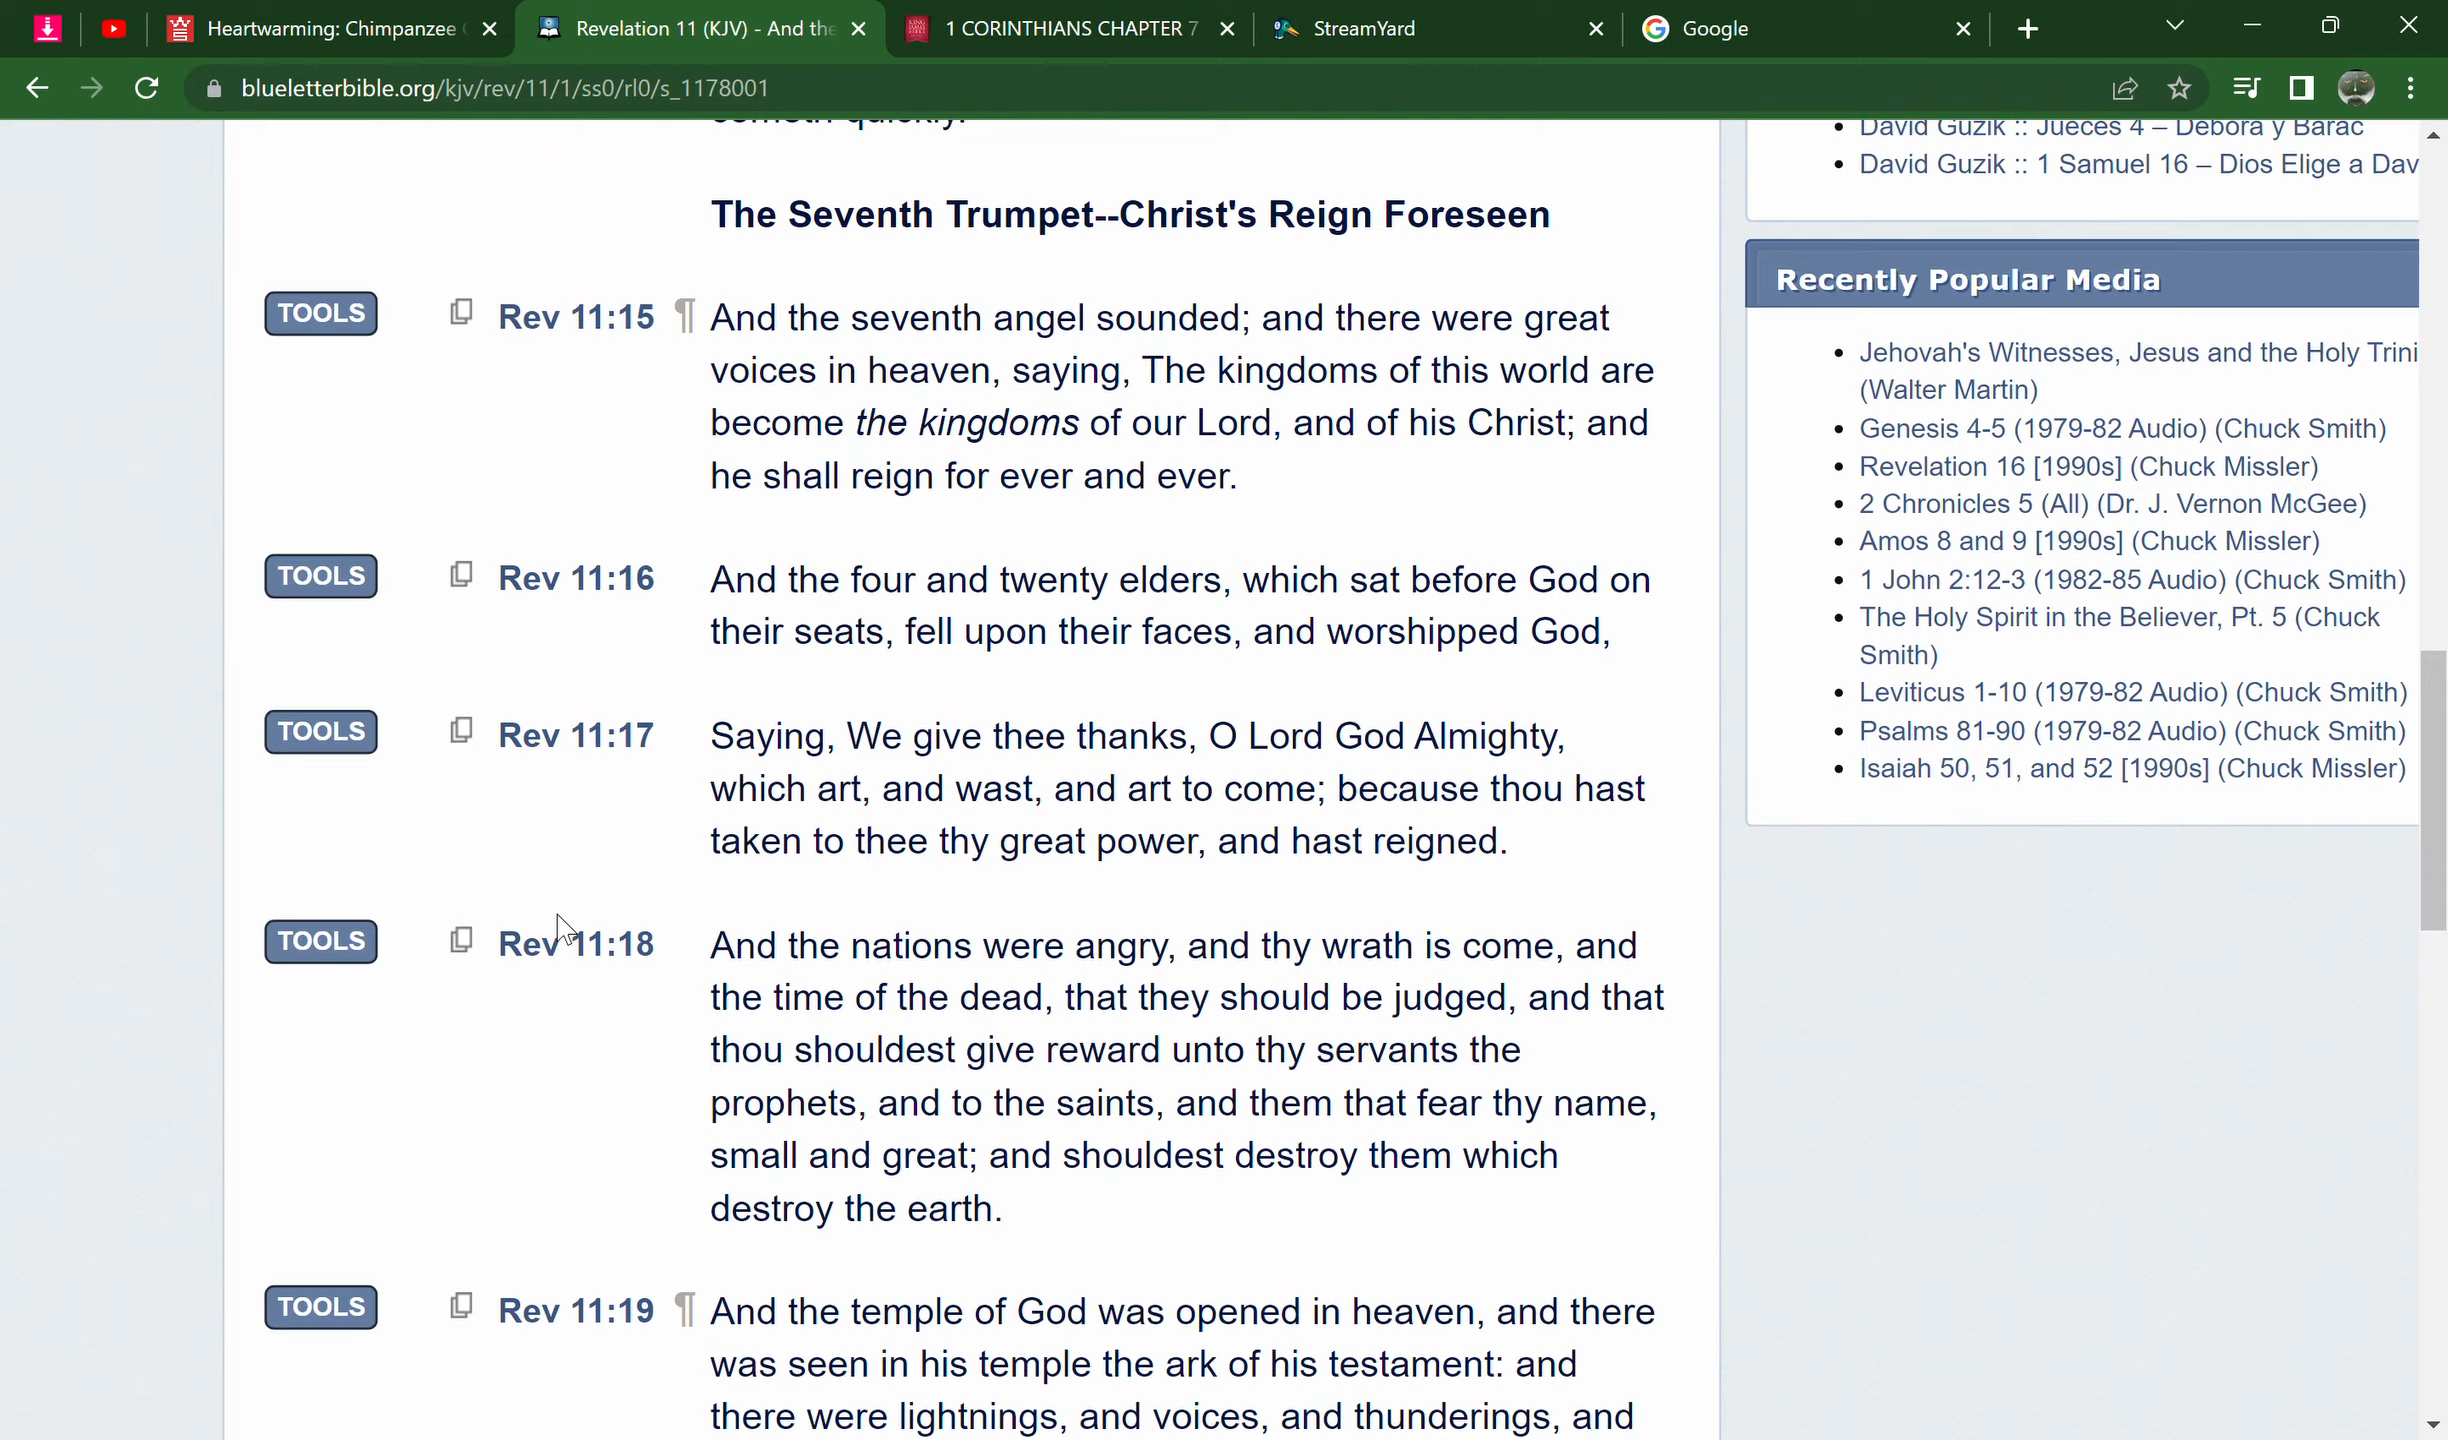 Heartwarming: Chimpanzee
Revelation 11 (KJV) - And the
1 CORINTHIANS CHAPTER 7
StreamYard
Google
blueletterbible.org/kjv/rev/11/1/ss0/rl0/s_1178001
cometh quickly.
The Seventh Trumpet--Christ's Reign Foreseen
TOOLS Rev 11:15 ¶ And the seventh angel sounded; and there were great
voices in heaven, saying, The kingdoms of this world are
become the kingdoms of our Lord, and of his Christ; and
he shall reign for ever and ever.
TOOLS Rev 11:16 And the four and twenty elders, which sat before God on
their seats, fell upon their faces, and worshipped God,
TOOLS Rev 11:17 Saying, We give thee thanks, O Lord God Almighty,
which art, and wast, and art to come; because thou hast
taken to thee thy great power, and hast reigned.
TOOLS Rev 11:18 And the nations were angry, and thy wrath is come, and
the time of the dead, that they should be judged, and that
thou shouldest give reward unto thy servants the
prophets, and to the saints, and them that fear thy name,
small and great; and shouldest destroy them which
destroy the earth.
TOOLS Rev 11:19 ¶ And the temple of God was opened in heaven, and there
was seen in his temple the ark of his testament: and
there were lightnings, and voices, and thunderings, and
David Guzik :: Jueces 4 – Débora y Barac
David Guzik :: 1 Samuel 16 – Dios Elige a Dav
Recently Popular Media
Jehovah's Witnesses, Jesus and the Holy Trini
(Walter Martin)
Genesis 4-5 (1979-82 Audio) (Chuck Smith)
Revelation 16 [1990s] (Chuck Missler)
2 Chronicles 5 (All) (Dr. J. Vernon McGee)
Amos 8 and 9 [1990s] (Chuck Missler)
1 John 2:12-3 (1982-85 Audio) (Chuck Smith)
The Holy Spirit in the Believer, Pt. 5 (Chuck
Smith)
Leviticus 1-10 (1979-82 Audio) (Chuck Smith)
Psalms 81-90 (1979-82 Audio) (Chuck Smith)
Isaiah 50, 51, and 52 [1990s] (Chuck Missler)